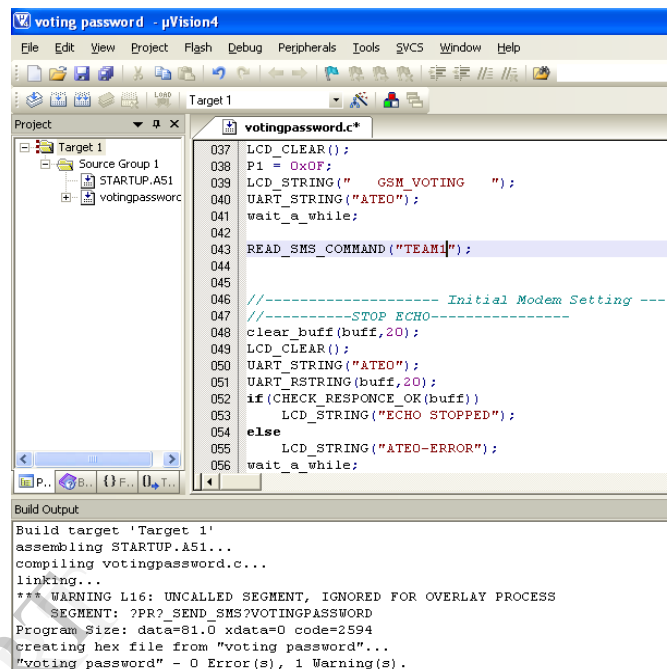 voting password - µVision4
File Edit View Project Flash Debug Peripherals Tools SVCS Window Help
LOAD Target 1
Project
votingpassword.c*
Target 1
Source Group 1
STARTUP.A51
votingpassworc
037 LCD_CLEAR();
038 P1 = 0x0F;
039 LCD_STRING("   GSM_VOTING   ");
040 UART_STRING("ATE0");
041 wait_a_while;
042
043 READ_SMS_COMMAND("TEAM1");
044
045
046 //-------------------- Initial Modem Setting ---
047 //----------STOP ECHO----------------
048 clear_buff(buff,20);
049 LCD_CLEAR();
050 UART_STRING("ATE0");
051 UART_RSTRING(buff,20);
052 if(CHECK_RESPONCE_OK(buff))
053 LCD_STRING("ECHO STOPPED");
054 else
055 LCD_STRING("ATE0-ERROR");
056 wait_a_while;
P.. B.. {} F.. 0 T..
Build Output
Build target 'Target 1'
assembling STARTUP.A51...
compiling votingpassword.c...
linking...
*** WARNING L16: UNCALLED SEGMENT, IGNORED FOR OVERLAY PROCESS
SEGMENT: ?PR?_SEND_SMS?VOTINGPASSWORD
Program Size: data=81.0 xdata=0 code=2594
creating hex file from "voting password"...
"voting password" - 0 Error(s), 1 Warning(s).